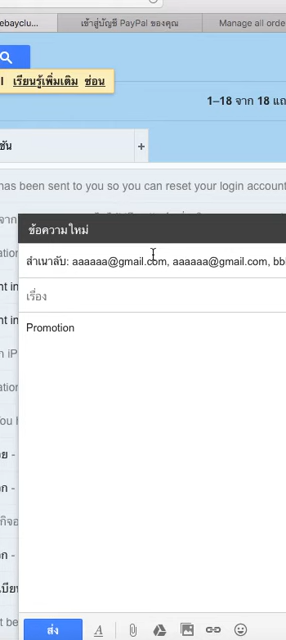 ebayclu... เข้าสู่บัญชี PayPal ของคุณ Manage all orde
เรียนรู้เพิ่มเติม ซ่อน
1–18 จาก 18
+
has been sent to you so you can reset your login account
ข้อความใหม่
สำเนาลับ: aaaaaa@gmail.com, aaaaaa@gmail.com, bb
เรื่อง
Promotion
ส่ง A